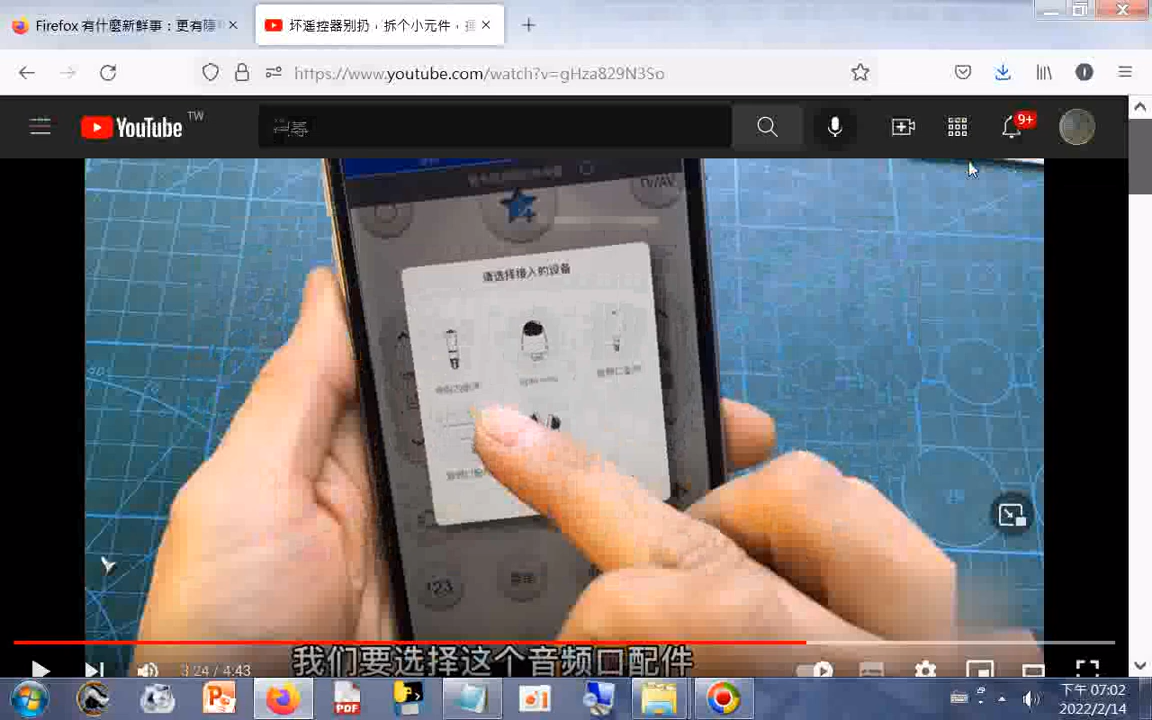 Firefox 有什麼新鮮事：更有
坏遥控器别扔，拆个小元件，
https://www.youtube.com/watch?v=gHza829N3So
YouTube TW
9+
TV/AV
请选择接入的设备
123
3:24 / 4:43
我们要选择这个音频口配件
PDF
下午 07:02
2022/2/14